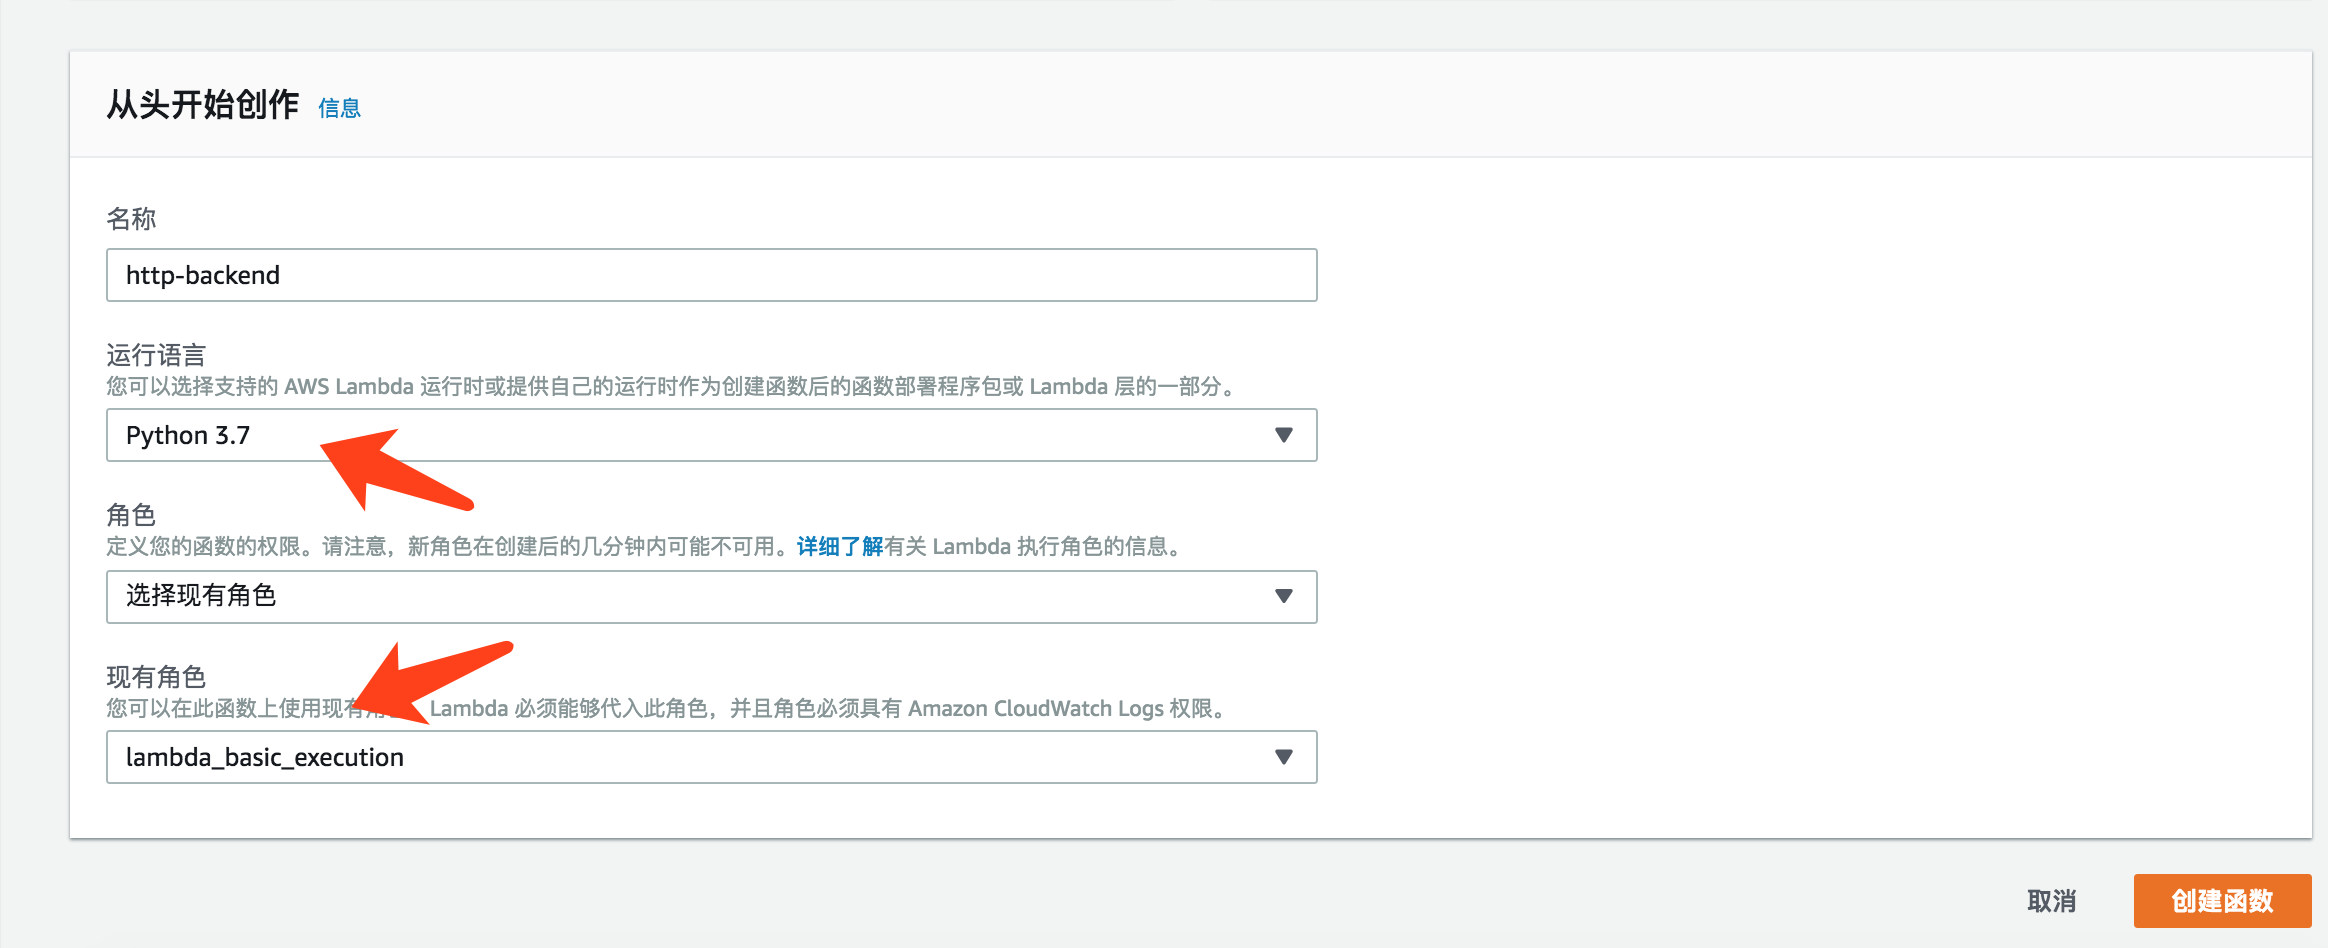 从头开始创作 信息
名称
http-backend
运行语言
您可以选择支持的 AWS Lambda 运行时或提供自己的运行时作为创建函数后的函数部署程序包或 Lambda 层的一部分。
Python 3.7
角色
定义您的函数的权限。请注意，新角色在创建后的几分钟内可能不可用。详细了解有关 Lambda 执行角色的信息。
选择现有角色
现有角色
您可以在此函数上使用现有 Lambda 必须能够代入此角色，并且角色必须具有 Amazon CloudWatch Logs 权限。
lambda_basic_execution
取消 创建函数